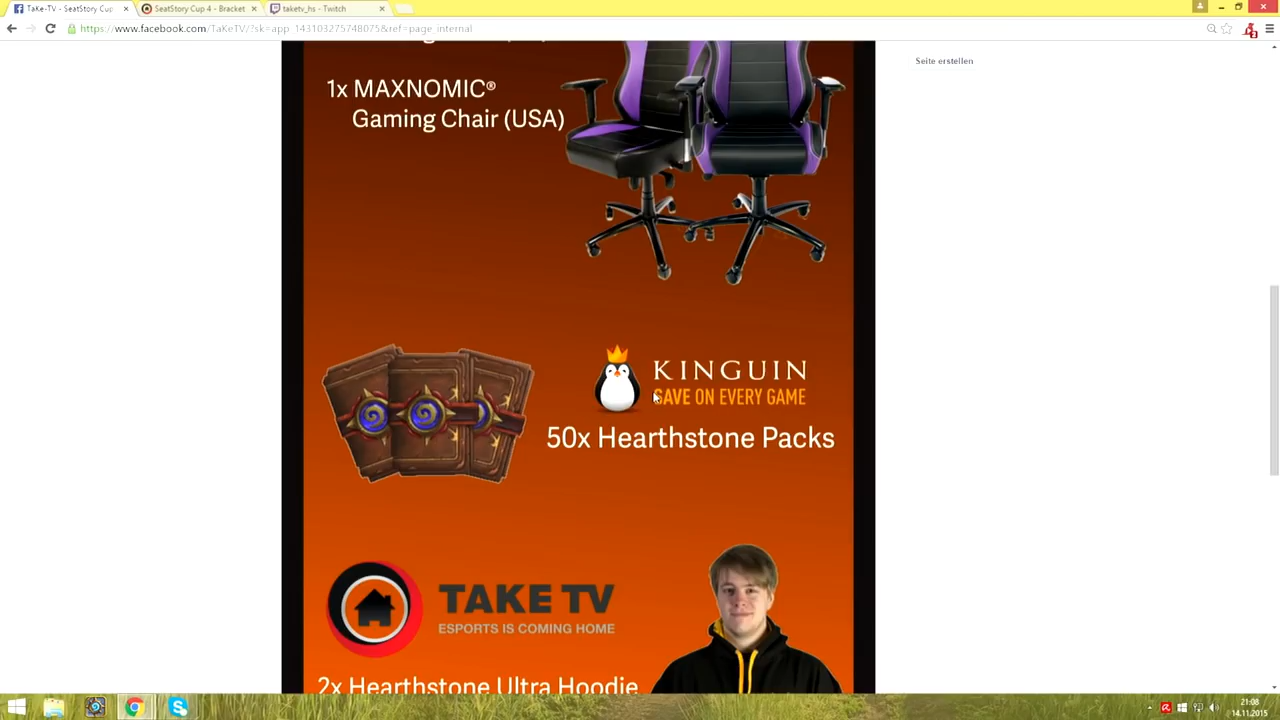 TaKe-TV - SeatStory Cup
SeatStory Cup 4 - Bracket
taketv_hs - Twitch
https://www.facebook.com/TaKeTV/?sk=app_143103275748075&ref=page_internal
Seite erstellen
1x MAXNOMIC®
Gaming Chair (USA)
KINGUIN
SAVE ON EVERY GAME
50x Hearthstone Packs
TAKE TV
ESPORTS IS COMING HOME
2x Hearthstone Ultra Hoodie
21:08
14.11.2015